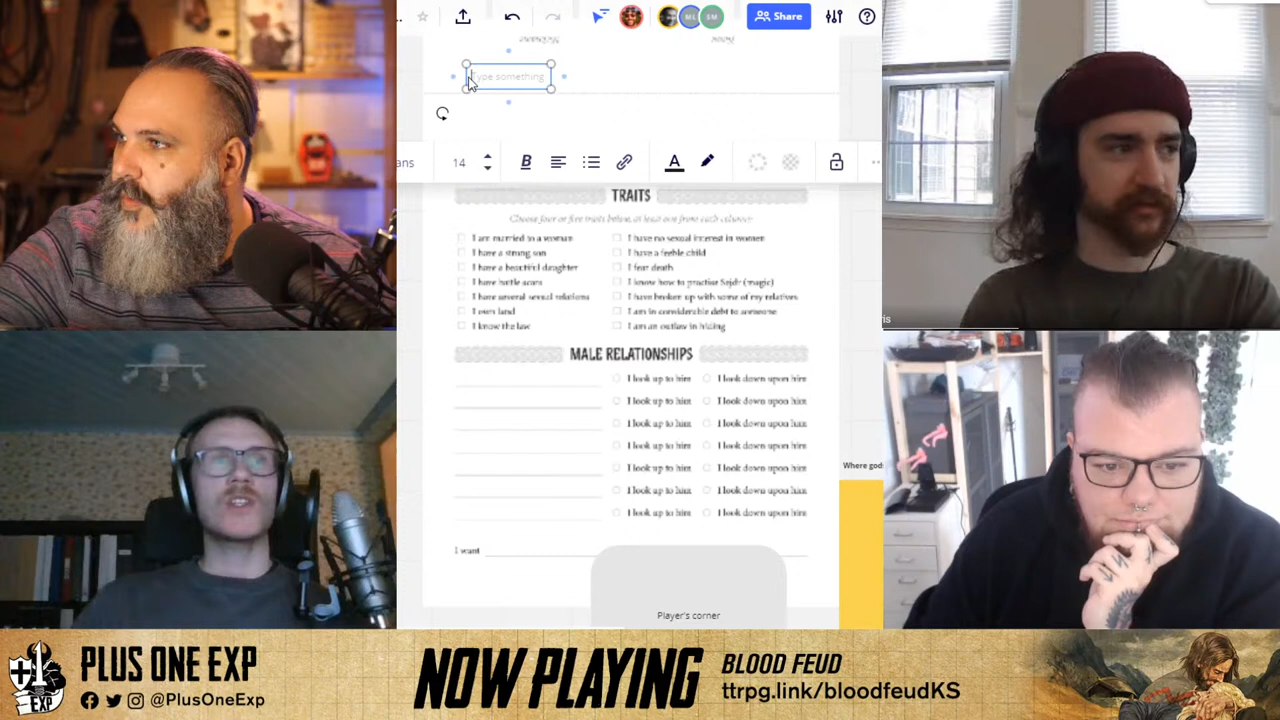 Share
Type something
ans
14
B
A
TRAITS
Choose four or five traits below, at least one from each column
I am married to a woman
I have no sexual interest in women
I have a strong son
I have a feeble child
I have a beautiful daughter
I fear death
I have battle scars
I know how to practise Sejdr (magic)
I have several sexual relations
I have broken up with some of my relatives
I own land
I am in considerable debt to someone
I know the law
I am an outlaw in hiding
MALE RELATIONSHIPS
I look up to him
I look down upon him
I look up to him
I look down upon him
I look up to him
I look down upon him
I look up to him
I look down upon him
I look up to him
I look down upon him
I look up to him
I look down upon him
I look up to him
I look down upon him
I want
Player's corner
Where gods
ris
+1
EXP
PLUS ONE EXP
@PlusOneExp
NOW PLAYING
BLOOD FEUD
ttrpg.link/bloodfeudKS